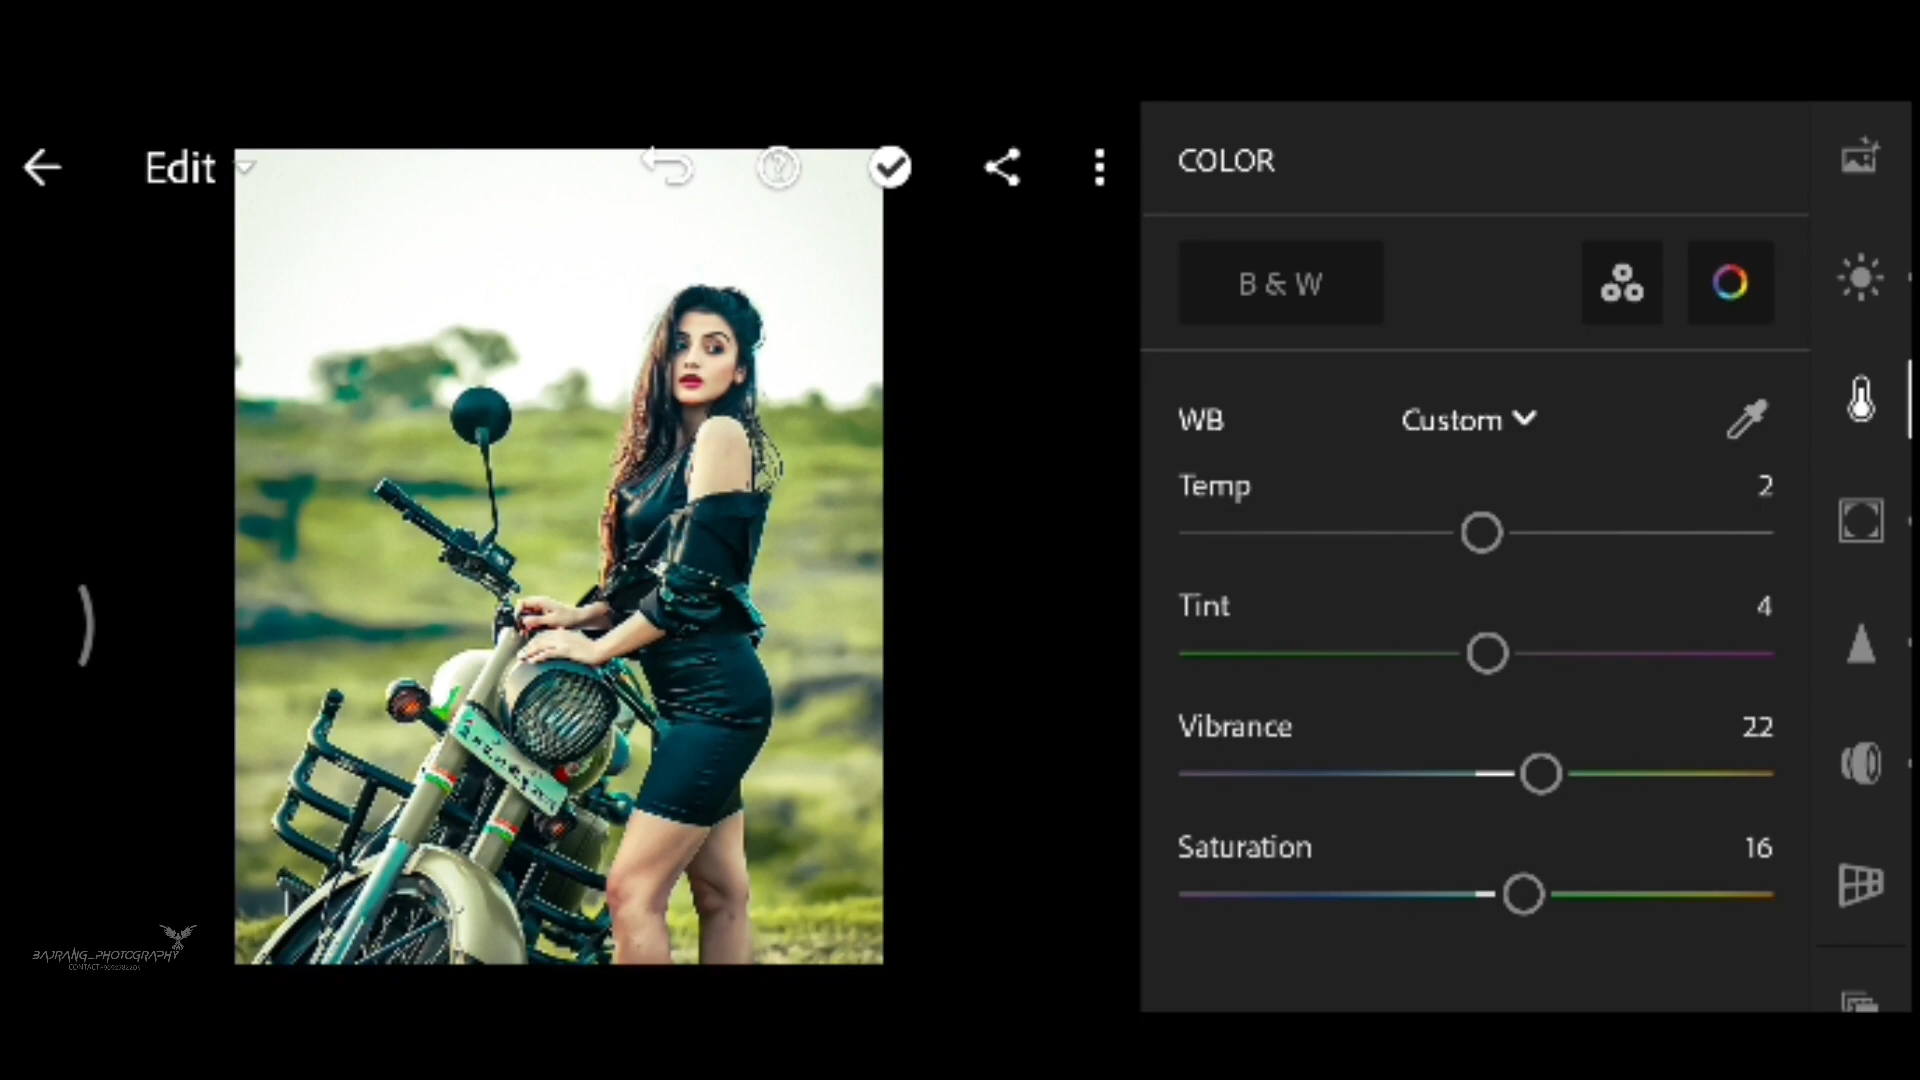 Edit
COLOR
B & W
WB
Custom
Temp
2
Tint
4
Vibrance
22
Saturation
16
BAJRANG_PHOTOGRAPHY